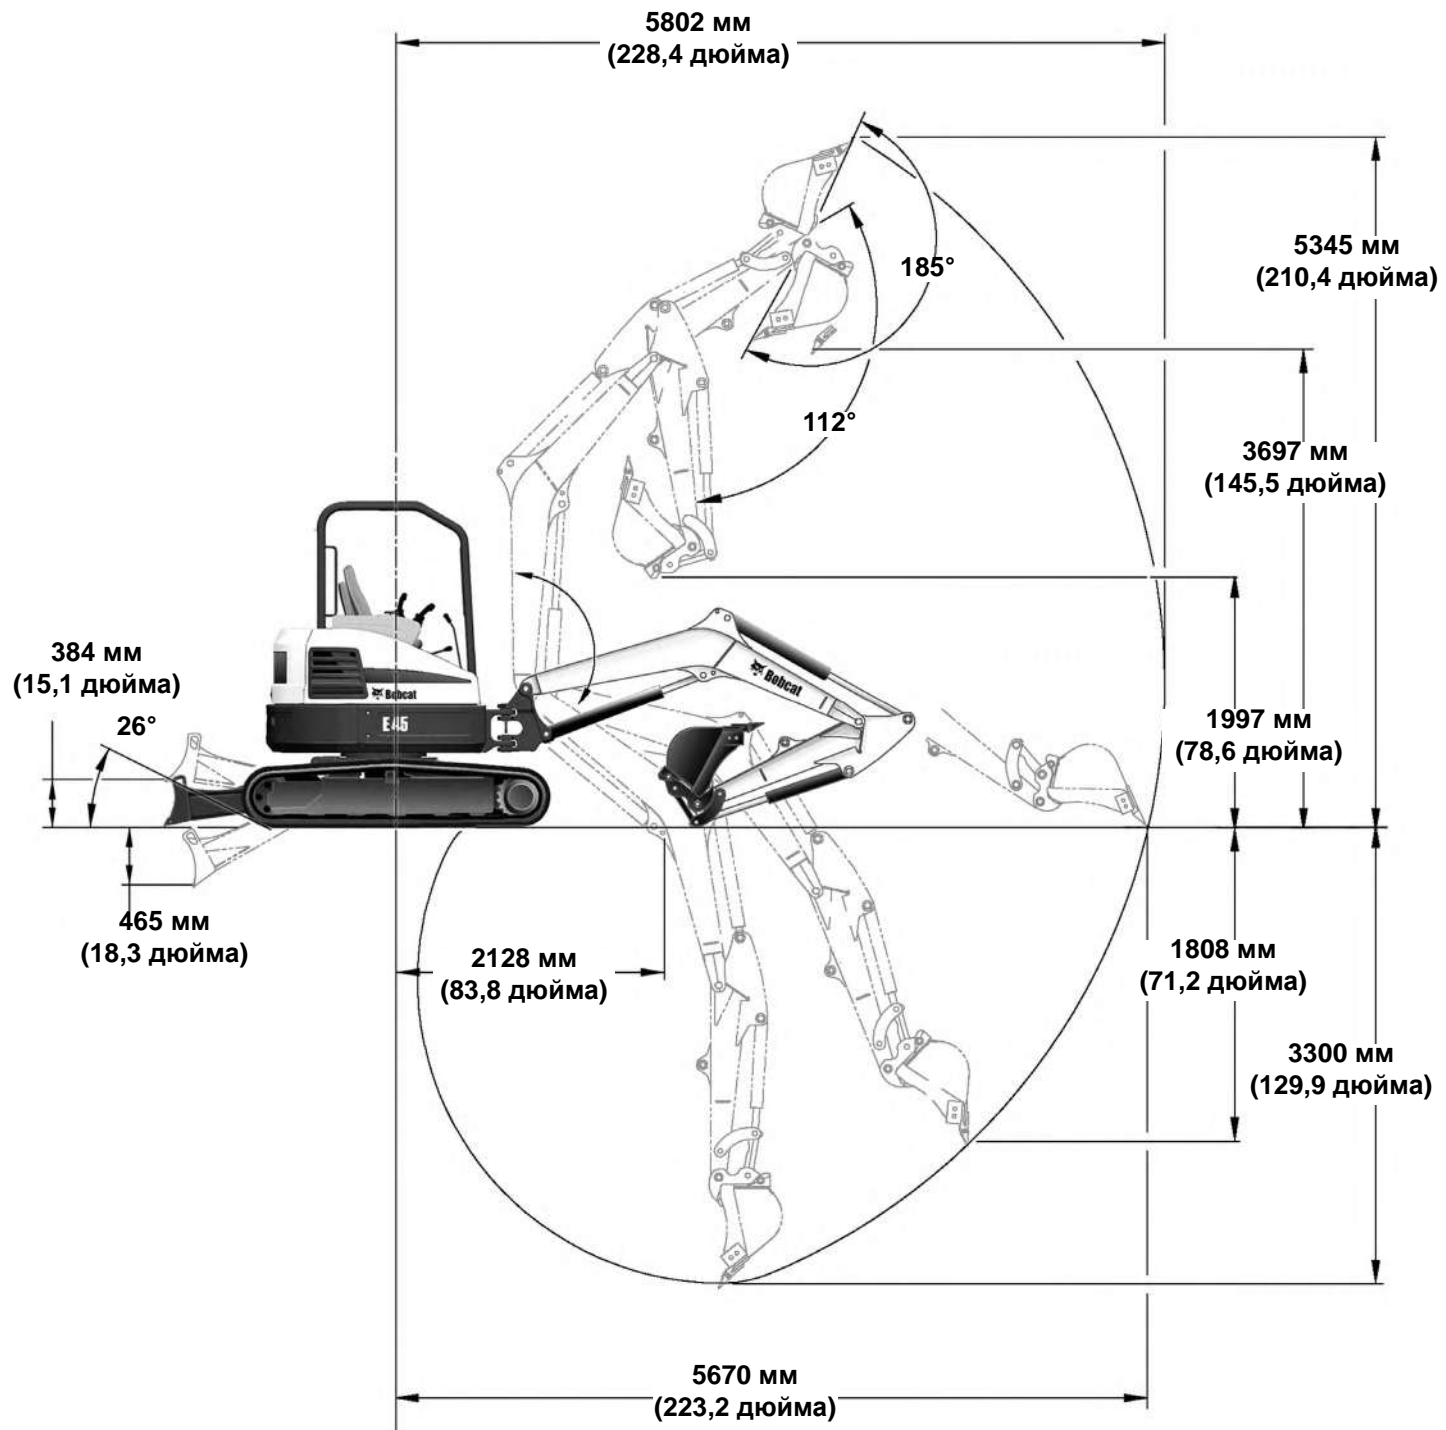 5802 мм
(228,4 дюйма)
5345 мм
(210,4 дюйма)
185°
112°
3697 мм
(145,5 дюйма)
384 мм
(15,1 дюйма)
26°
Bobcat
E45
Bobcat
1997 мм
(78,6 дюйма)
465 мм
(18,3 дюйма)
2128 мм
(83,8 дюйма)
1808 мм
(71,2 дюйма)
3300 мм
(129,9 дюйма)
5670 мм
(223,2 дюйма)